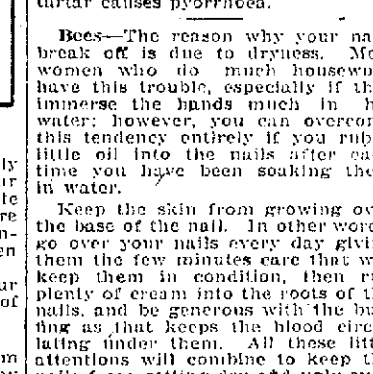 tartar causes pyorrhoea.
Bees—The reason why your na
break off is due to dryness. Mo
women who do much housewo
have this trouble, especially if th
immerse the hands much in h
water; however, you can overcom
this tendency entirely if you rub
little oil into the nails after ea
time you have been soaking the
in water.
Keep the skin from growing ov
the base of the nail. In other word
go over your nails every day givi
them the few minutes care that w
keep them in condition, then r
plenty of cream into the roots of t
nails, and be generous with the bu
fing as that keeps the blood circ
lating under them. All these litt
attentions will combine to keep t